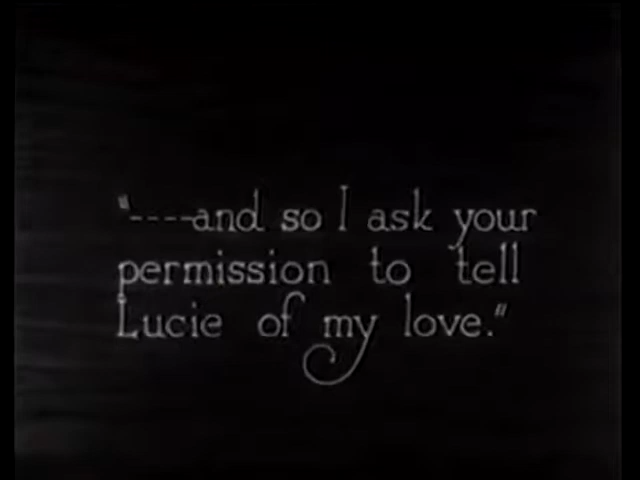 "----and so I ask your
permission to tell
Lucie of my love."